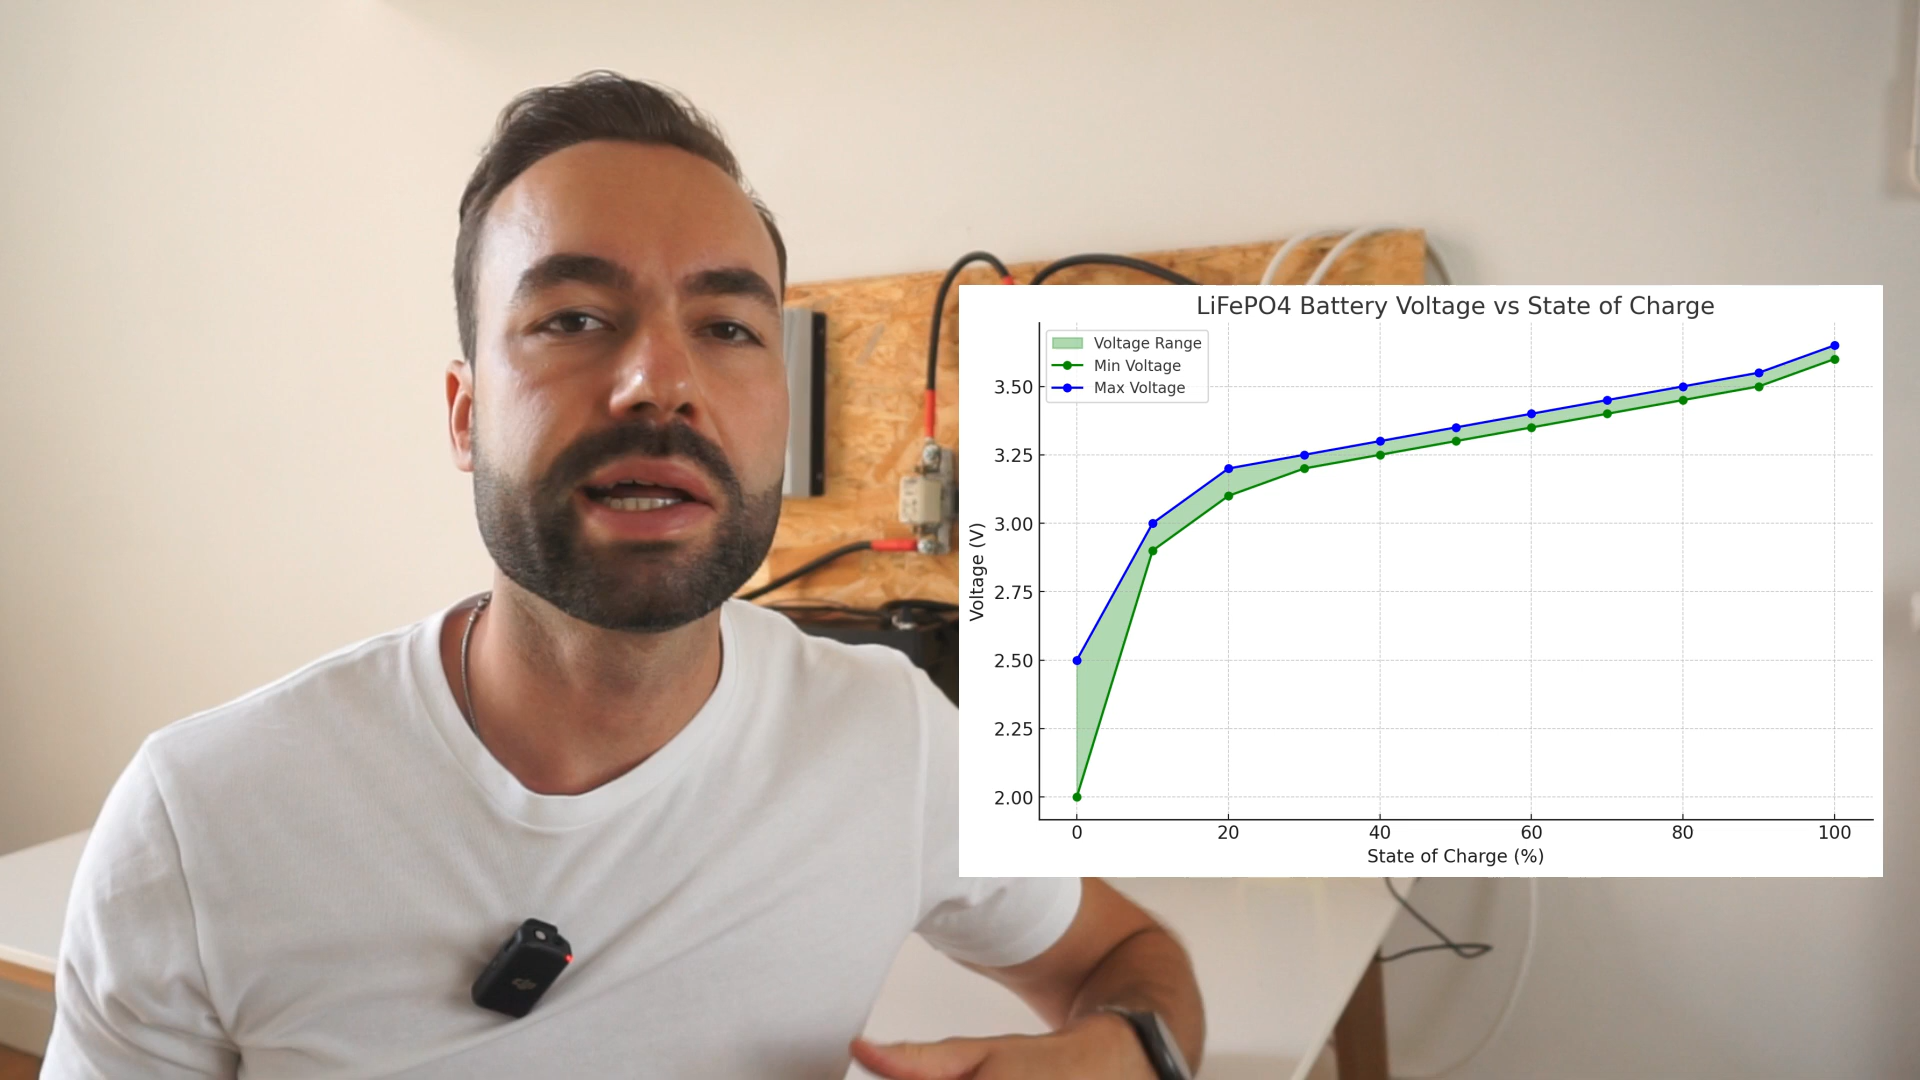 LiFePO4 Battery Voltage vs State of Charge
Voltage Range
Min Voltage
Max Voltage
Voltage (V)
3.50
3.25
3.00
2.75
2.50
2.25
2.00
0 20 40 60 80 100
State of Charge (%)
dji